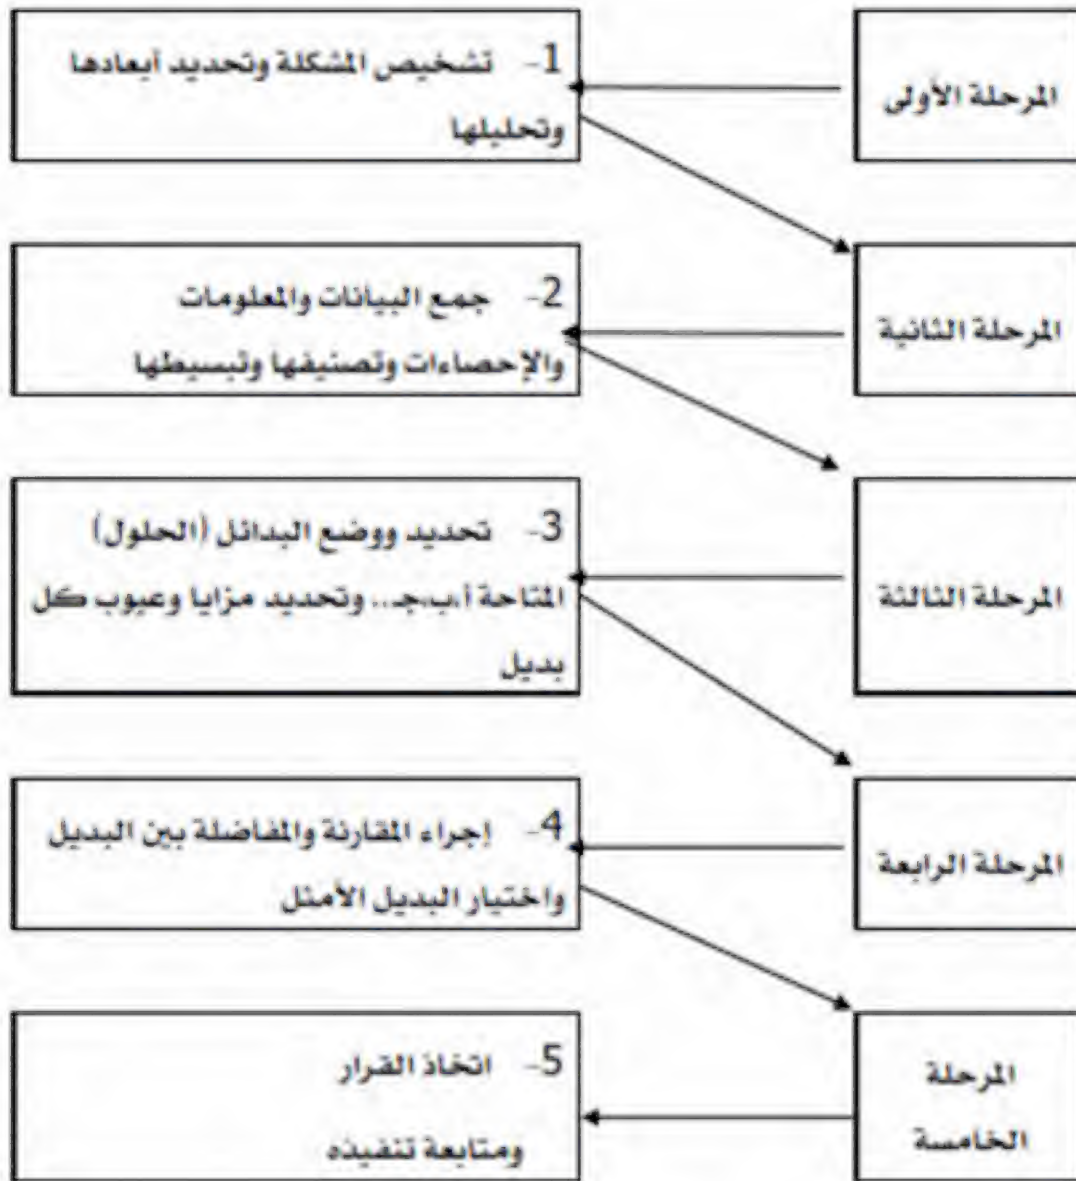 المرحلة الأولى
1- تشخيص المشكلة وتحديد أبعادها
وتحليلها
المرحلة الثانية
2- جمع البيانات والمعلومات
والإحصاءات وتصنيفها وتبسيطها
المرحلة الثالثة
3- تحديد ووضع البدائل (الحلول)
المتاحة أ،ب،جـ.. وتحديد مزايا وعيوب كل
بديل
المرحلة الرابعة
4- إجراء المقارنة والمفاضلة بين البديل
واختيار البديل الأمثل
المرحلة
الخامسة
5- اتخاذ القرار
ومتابعة تنفيذه